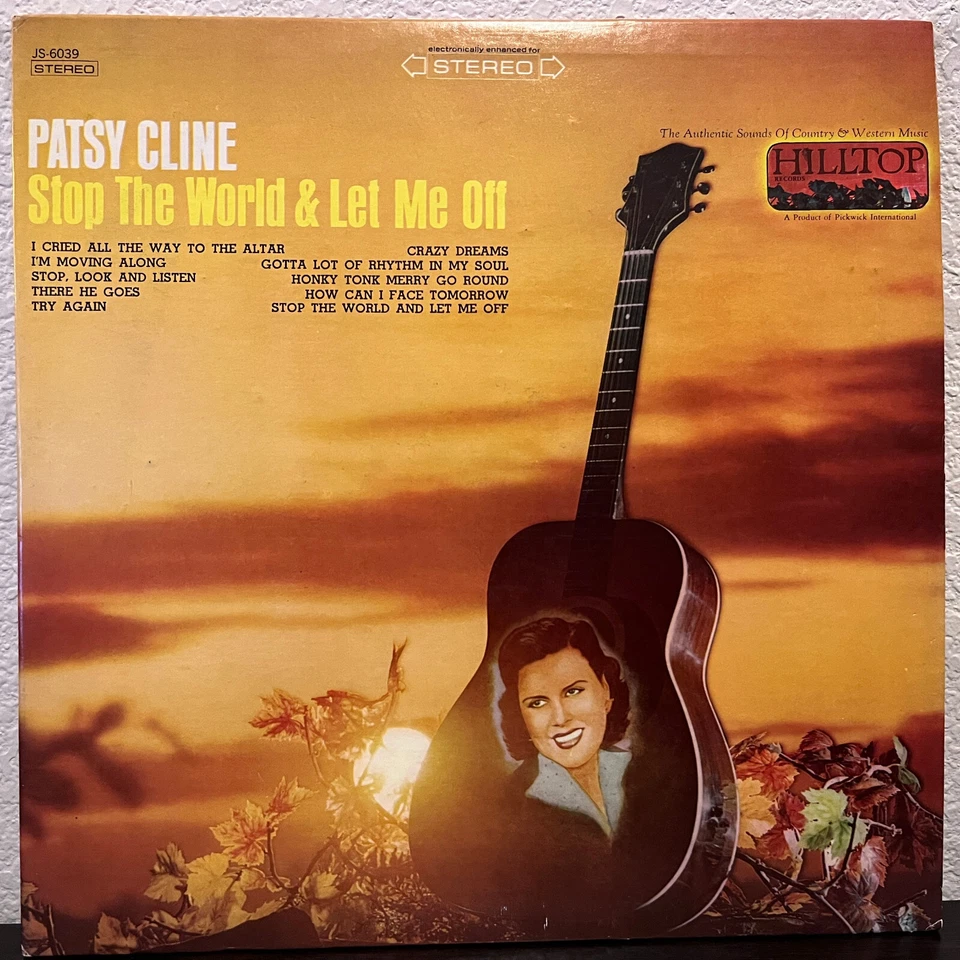 JS-6039
STEREO
electronically enhanced for
STEREO
PATSY CLINE
Stop The World & Let Me Off
I CRIED ALL THE WAY TO THE ALTAR
I'M MOVING ALONG
STOP, LOOK AND LISTEN
THERE HE GOES
TRY AGAIN
CRAZY DREAMS
GOTTA LOT OF RHYTHM IN MY SOUL
HONKY TONK MERRY GO ROUND
HOW CAN I FACE TOMORROW
STOP THE WORLD AND LET ME OFF
The Authentic Sounds Of Country & Western Music
HILLTOP
RECORDS
A Product of Pickwick International